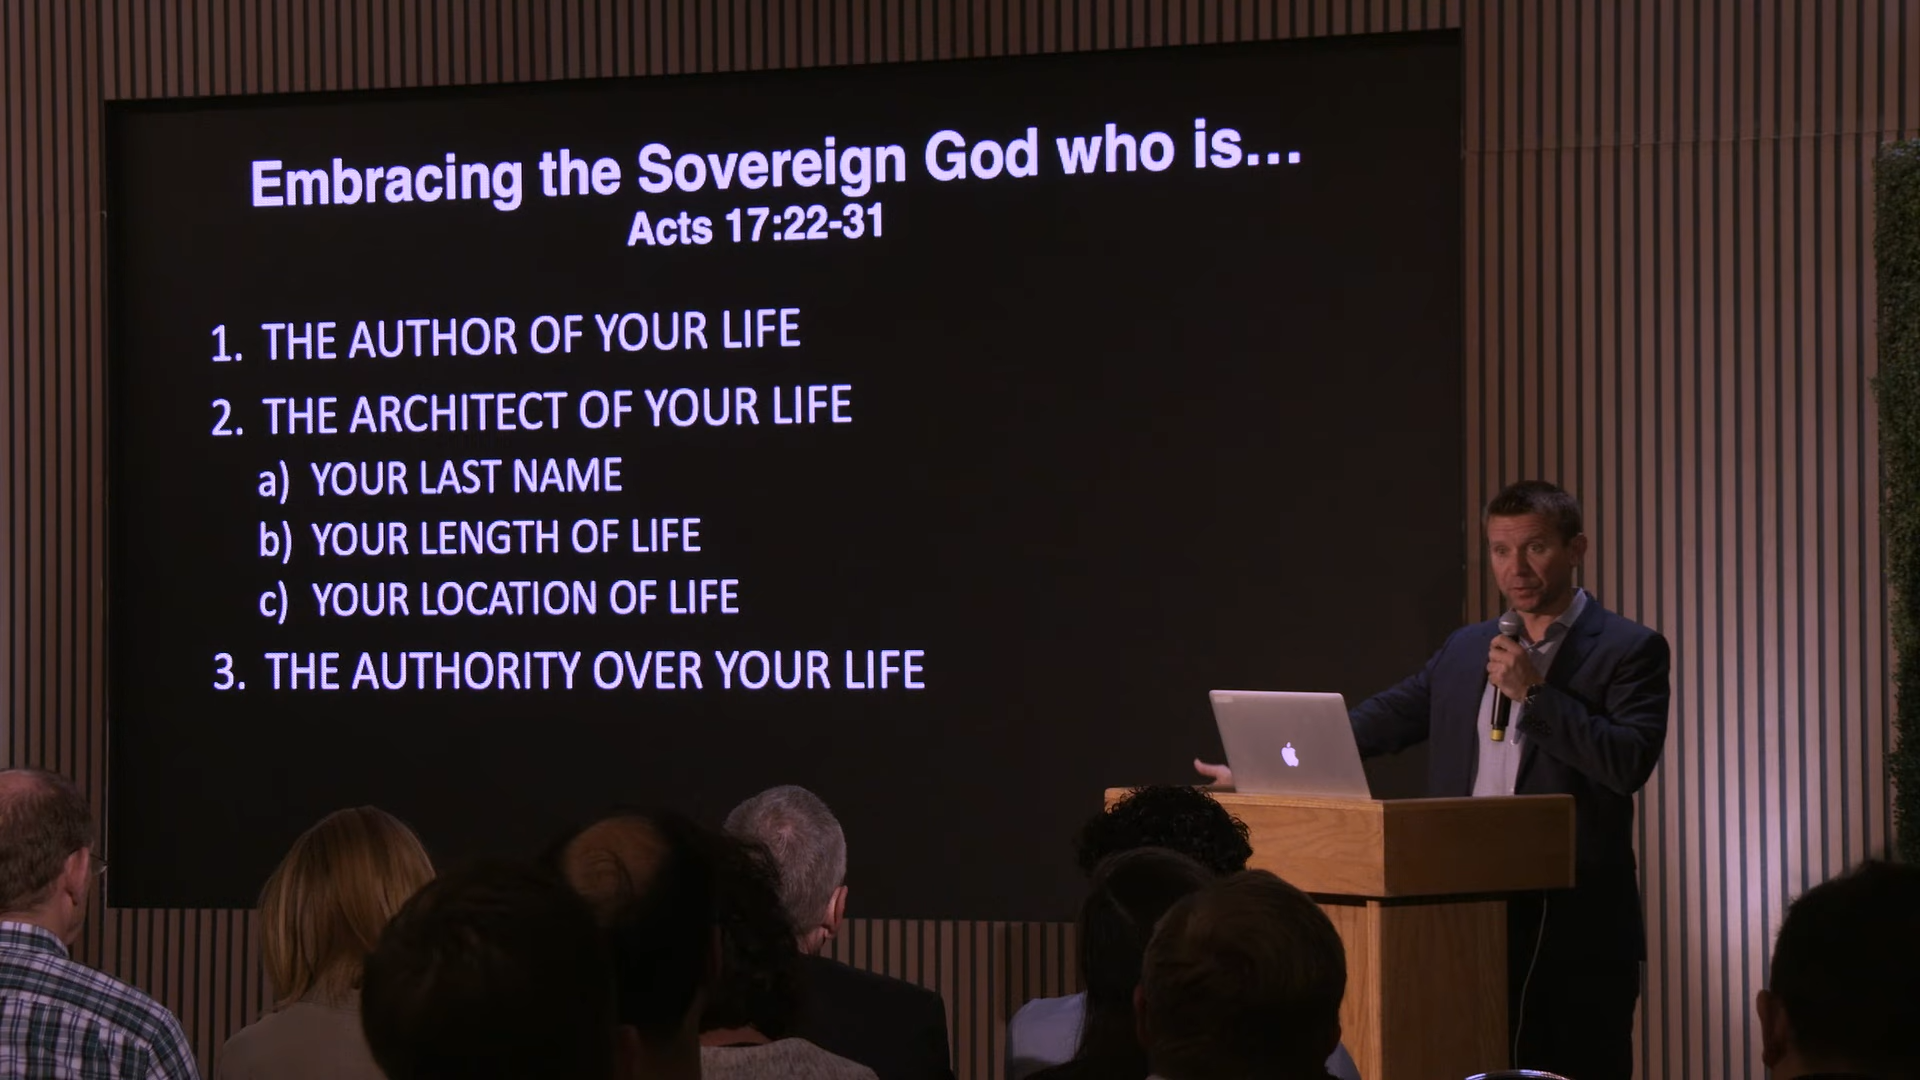 Embracing the Sovereign God who is...
Acts 17:22-31
1. THE AUTHOR OF YOUR LIFE
2. THE ARCHITECT OF YOUR LIFE
a) YOUR LAST NAME
b) YOUR LENGTH OF LIFE
c) YOUR LOCATION OF LIFE
3. THE AUTHORITY OVER YOUR LIFE